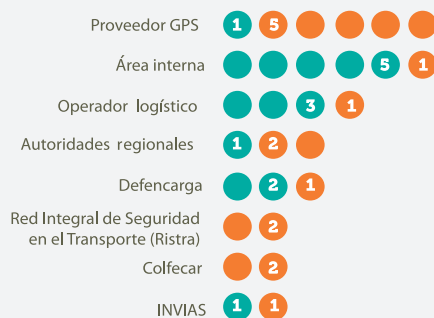 Proveedor GPS 1 5
Área interna 5 1
Operador logístico 3 1
Autoridades regionales 1 2
Defencarga 2 1
Red Integral de Seguridad
en el Transporte (Ristra) 2
Colfecar 2
INVIAS 1 1